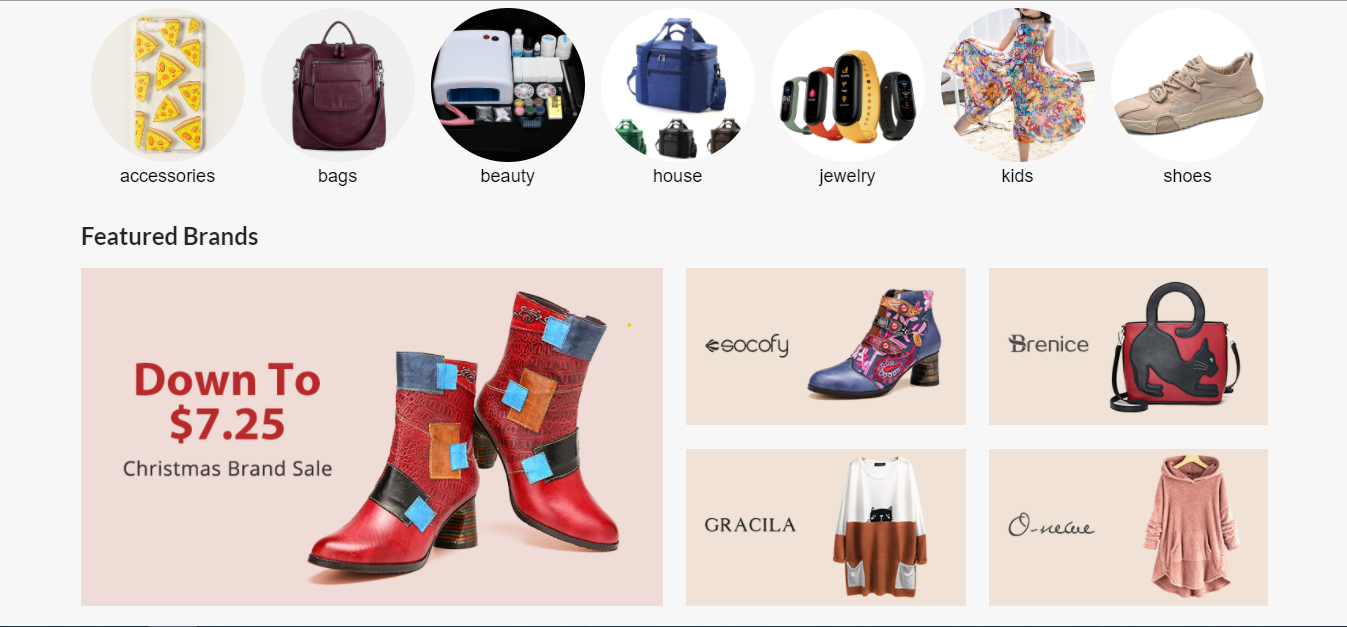 accessories
bags
beauty
house
jewelry
kids
shoes
Featured Brands
Down To
$7.25
Christmas Brand Sale
socofy
Brenice
GRACILA
O-newe